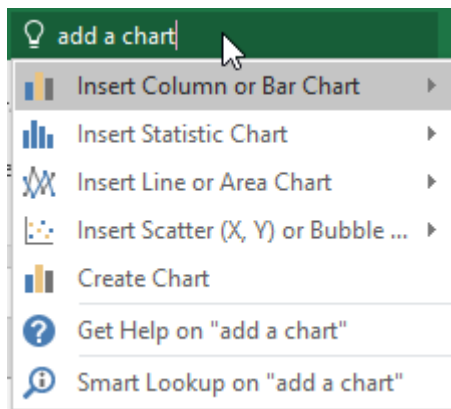 add a chart
Insert Column or Bar Chart
Insert Statistic Chart
Insert Line or Area Chart
Insert Scatter (X, Y) or Bubble ...
Create Chart
Get Help on "add a chart"
Smart Lookup on "add a chart"